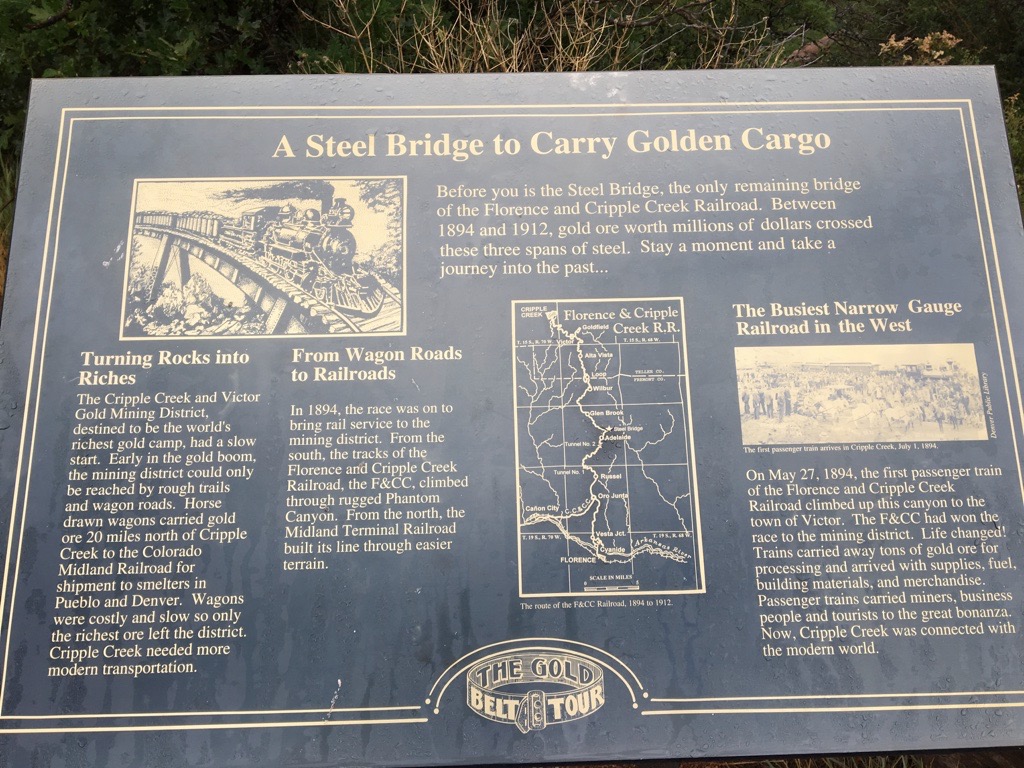 A Steel Bridge to Carry Golden Cargo
Before you is the Steel Bridge, the only remaining bridge
of the Florence and Cripple Creek Railroad. Between
1894 and 1912, gold ore worth millions of dollars crossed
these three spans of steel. Stay a moment and take a
journey into the past...
Turning Rocks into
Riches
The Cripple Creek and Victor
Gold Mining District,
destined to be the world's
richest gold camp, had a slow
start. Early in the gold boom,
the mining district could only
be reached by rough trails
and wagon roads. Horse
drawn wagons carried gold
ore 20 miles north of Cripple
Creek to the Colorado
Midland Railroad for
shipment to smelters in
Pueblo and Denver. Wagons
were costly and slow so only
the richest ore left the district.
Cripple Creek needed more
modern transportation.
From Wagon Roads
to Railroads
In 1894, the race was on to
bring rail service to the
mining district. From the
south, the tracks of the
Florence and Cripple Creek
Railroad, the F&CC, climbed
through rugged Phantom
Canyon. From the north, the
Midland Terminal Railroad
built its line through easier
terrain.
CRIPPLE
CREEK
Florence & Cripple
Creek R.R.
Goldfield
Victor
T. 15 S., R. 70 W.
T. 15 S., R. 68 W.
Alta Vista
Loop
TELLER CO.
FREMONT CO.
Wilbur
Glen Brook
Steel Bridge
Adelaide
Tunnel No. 2
Tunnel No.
Russel
Oro Junta
Cañon City
C.C.&C.C.
T. 19 S., R. 70 W.
Vesta Jct.
T. 19 S., R. 68 W.
Cyanide
Arkansas River
FLORENCE
SCALE IN MILES
The route of the F&CC Railroad, 1894 to 1912.
The Busiest Narrow Gauge
Railroad in the West
Denver Public Library
The first passenger train arrives in Cripple Creek, July 1, 1894.
On May 27, 1894, the first passenger train
of the Florence and Cripple Creek
Railroad climbed up this canyon to the
town of Victor. The F&CC had won the
race to the mining district. Life changed!
Trains carried away tons of gold ore for
processing and arrived with supplies, fuel,
building materials, and merchandise.
Passenger trains carried miners, business
people and tourists to the great bonanza.
Now, Cripple Creek was connected with
the modern world.
THE GOLD
BELT TOUR